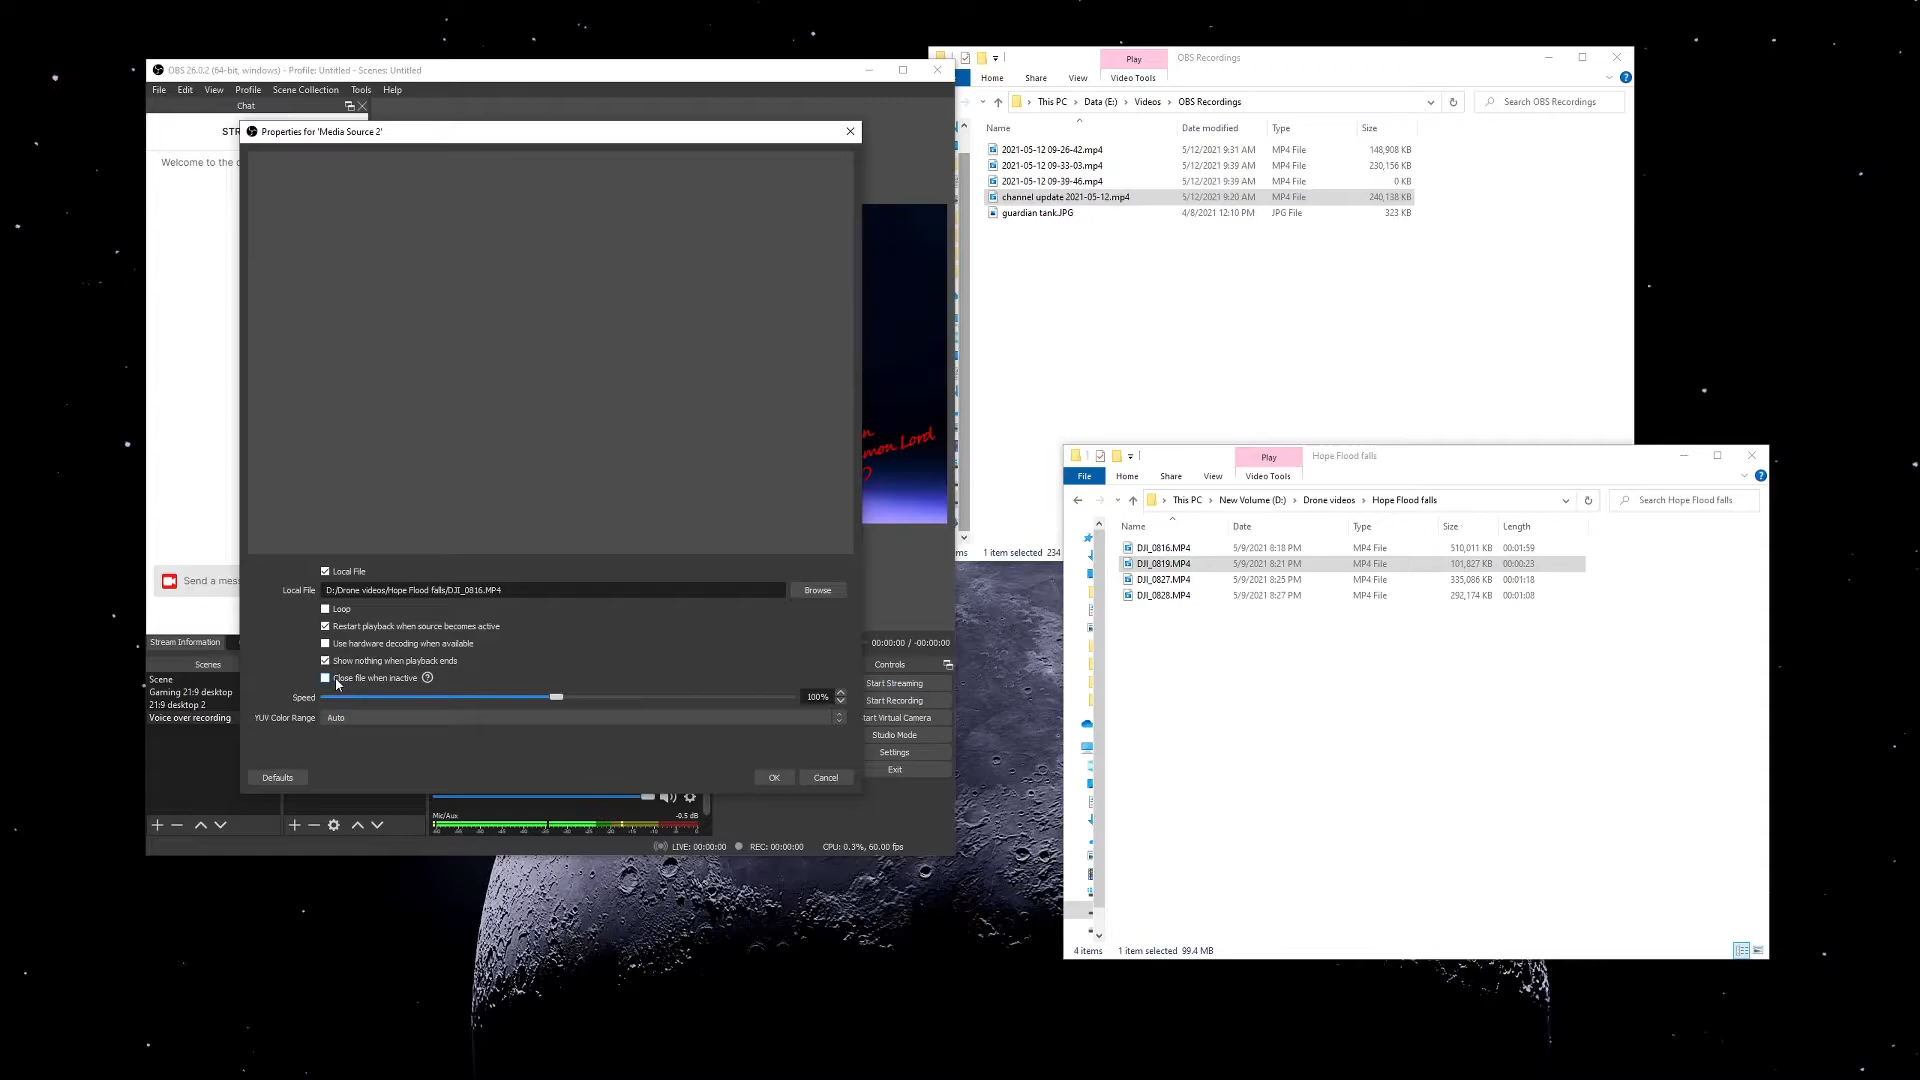 OBS 26.0.2 (64-bit, windows) - Profile: Untitled - Scenes: Untitled
File Edit View Profile Scene Collection Tools Help
Chat
STR
Welcome to the
Properties for 'Media Source 2'
Local File
Local File D:/Drone videos/Hope Flood falls/DJI_0816.MP4 Browse
Loop
Restart playback when source becomes active
Use hardware decoding when available
Show nothing when playback ends
Close file when inactive
Speed 100%
YUV Color Range Auto
Defaults OK Cancel
Send a mess
Stream Information
Scenes
Scene
Gaming 21:9 desktop
21:9 desktop 2
Voice over recording
mon Lord
00:00:00 / -00:00:00
Controls
Start Streaming
Start Recording
tart Virtual Camera
Studio Mode
Settings
Exit
Mic/Aux -0.5 dB
LIVE: 00:00:00 REC: 00:00:00 CPU: 0.3%, 60.00 fps
Play OBS Recordings
Home Share View Video Tools
This PC Data (E:) Videos OBS Recordings Search OBS Recordings
Name Date modified Type Size
2021-05-12 09-26-42.mp4 5/12/2021 9:31 AM MP4 File 148,908 KB
2021-05-12 09-33-03.mp4 5/12/2021 9:39 AM MP4 File 230,156 KB
2021-05-12 09-39-46.mp4 5/12/2021 9:39 AM MP4 File 0 KB
channel update 2021-05-12.mp4 5/12/2021 9:20 AM MP4 File 240,138 KB
guardian tank.JPG 4/8/2021 12:10 PM JPG File 323 KB
ms 1 item selected 234
Play Hope Flood falls
File Home Share View Video Tools
This PC New Volume (D:) Drone videos Hope Flood falls Search Hope Flood falls
Name Date Type Size Length
DJI_0816.MP4 5/9/2021 8:18 PM MP4 File 510,011 KB 00:01:59
DJI_0819.MP4 5/9/2021 8:21 PM MP4 File 101,827 KB 00:00:23
DJI_0827.MP4 5/9/2021 8:25 PM MP4 File 335,086 KB 00:01:18
DJI_0828.MP4 5/9/2021 8:27 PM MP4 File 292,174 KB 00:01:08
4 items 1 item selected 99.4 MB